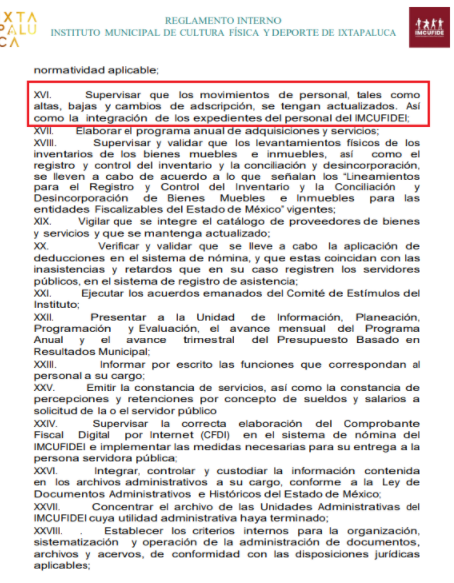 IXTA
PALU
CA
REGLAMENTO INTERNO
INSTITUTO MUNICIPAL DE CULTURA FÍSICA Y DEPORTE DE IXTAPALUCA
IMCUFIDE
normatividad aplicable;
XVI. Supervisar que los movimientos de personal, tales como
altas, bajas y cambios de adscripción, se tengan actualizados. Así
como la integración de los expedientes del personal del IMCUFIDEI;
XVII. Elaborar el programa anual de adquisiciones y servicios;
XVIII. Supervisar y validar que los levantamientos físicos de los
inventarios de los bienes muebles e inmuebles, así como el
registro y control del inventario y la conciliación y desincorporación,
se lleven a cabo de acuerdo a lo que señalan los “Lineamientos
para el Registro y Control del Inventario y la Conciliación y
Desincorporación de Bienes Muebles e Inmuebles para las
entidades Fiscalizables del Estado de México” vigentes;
XIX. Vigilar que se integre el catálogo de proveedores de bienes
y servicios y que se mantenga actualizado;
XX. Verificar y validar que se lleve a cabo la aplicación de
deducciones en el sistema de nómina, y que estas coincidan con las
inasistencias y retardos que en su caso registren los servidores
públicos, en el sistema de registro de asistencia;
XXI. Ejecutar los acuerdos emanados del Comité de Estímulos del
Instituto;
XXII. Presentar a la Unidad de Información, Planeación,
Programación y Evaluación, el avance mensual del Programa
Anual y el avance trimestral del Presupuesto Basado en
Resultados Municipal;
XXIII. Informar por escrito las funciones que correspondan al
personal a su cargo;
XXV. Emitir la constancia de servicios, así como la constancia de
percepciones y retenciones por concepto de sueldos y salarios a
solicitud de la o el servidor público
XXIV. Supervisar la correcta elaboración del Comprobante
Fiscal Digital por Internet (CFDI) en el sistema de nómina del
IMCUFIDEI e implementar las medidas necesarias para su entrega a la
persona servidora pública;
XXVI. Integrar, controlar y custodiar la información contenida
en los archivos administrativos a su cargo, conforme a la Ley de
Documentos Administrativos e Históricos del Estado de México;
XXVII. Concentrar el archivo de las Unidades Administrativas del
IMCUFIDEI cuya utilidad administrativa haya terminado;
XXVIII. . Establecer los criterios internos para la organización,
sistematización y operación de la administración de documentos,
archivos y acervos, de conformidad con las disposiciones jurídicas
aplicables;